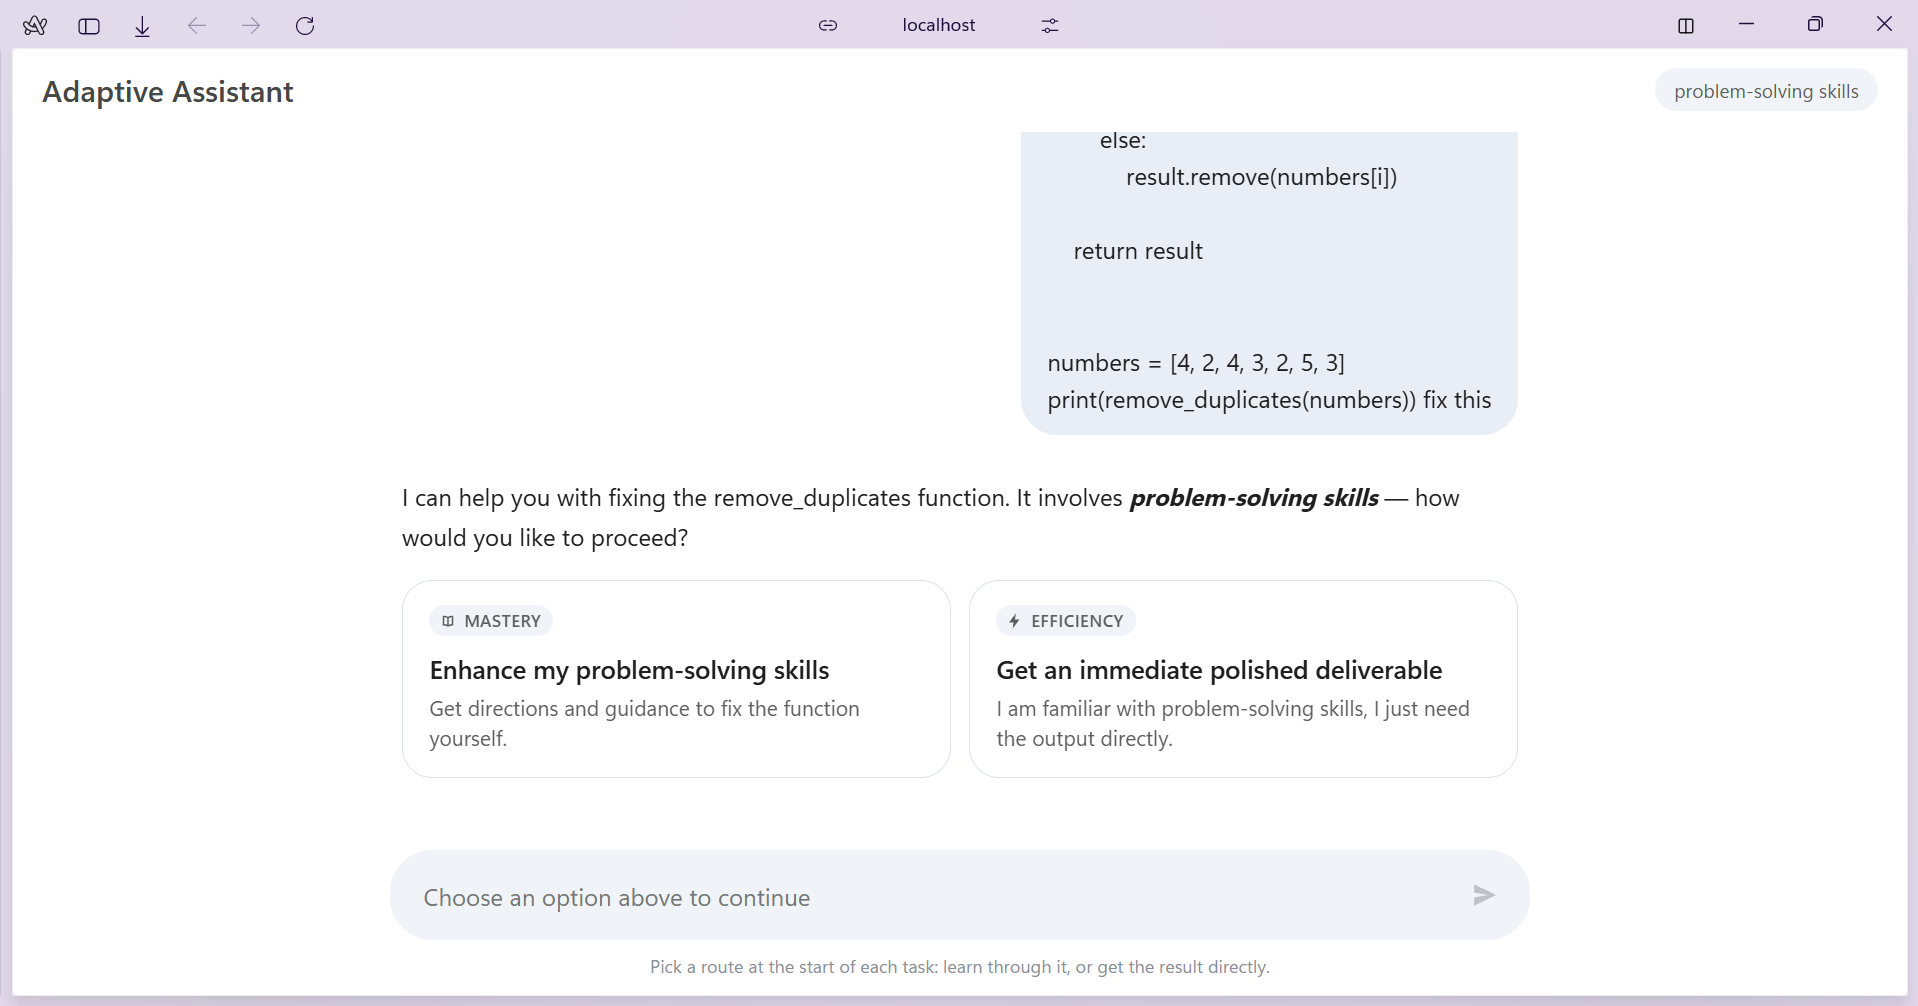 localhost
Adaptive Assistant
problem-solving skills
else:
result.remove(numbers[i])
return result
numbers = [4, 2, 4, 3, 2, 5, 3]
print(remove_duplicates(numbers)) fix this
I can help you with fixing the remove_duplicates function. It involves problem-solving skills — how
would you like to proceed?
MASTERY
Enhance my problem-solving skills
Get directions and guidance to fix the function
yourself.
EFFICIENCY
Get an immediate polished deliverable
I am familiar with problem-solving skills, I just need
the output directly.
Choose an option above to continue
Pick a route at the start of each task: learn through it, or get the result directly.